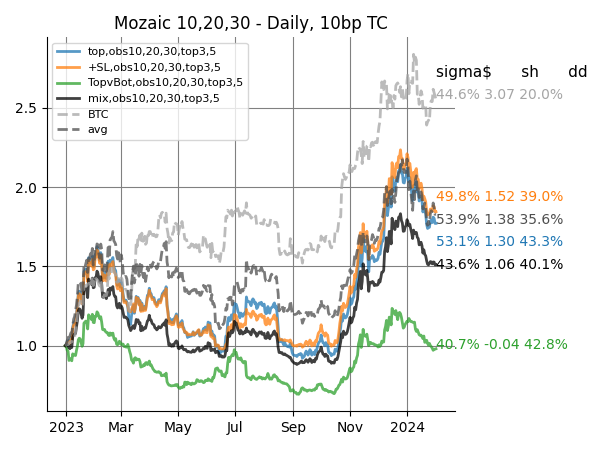 Mozaic 10,20,30 - Daily, 10bp TC
top,obs10,20,30,top3,5
+SL,obs10,20,30,top3,5
TopvBot,obs10,20,30,top3,5
mix,obs10,20,30,top3,5
BTC
avg
sigma$ sh dd
44.6% 3.07 20.0%
49.8% 1.52 39.0%
53.9% 1.38 35.6%
53.1% 1.30 43.3%
43.6% 1.06 40.1%
40.7% -0.04 42.8%
2.5
2.0
1.5
1.0
2023 Mar May Jul Sep Nov 2024